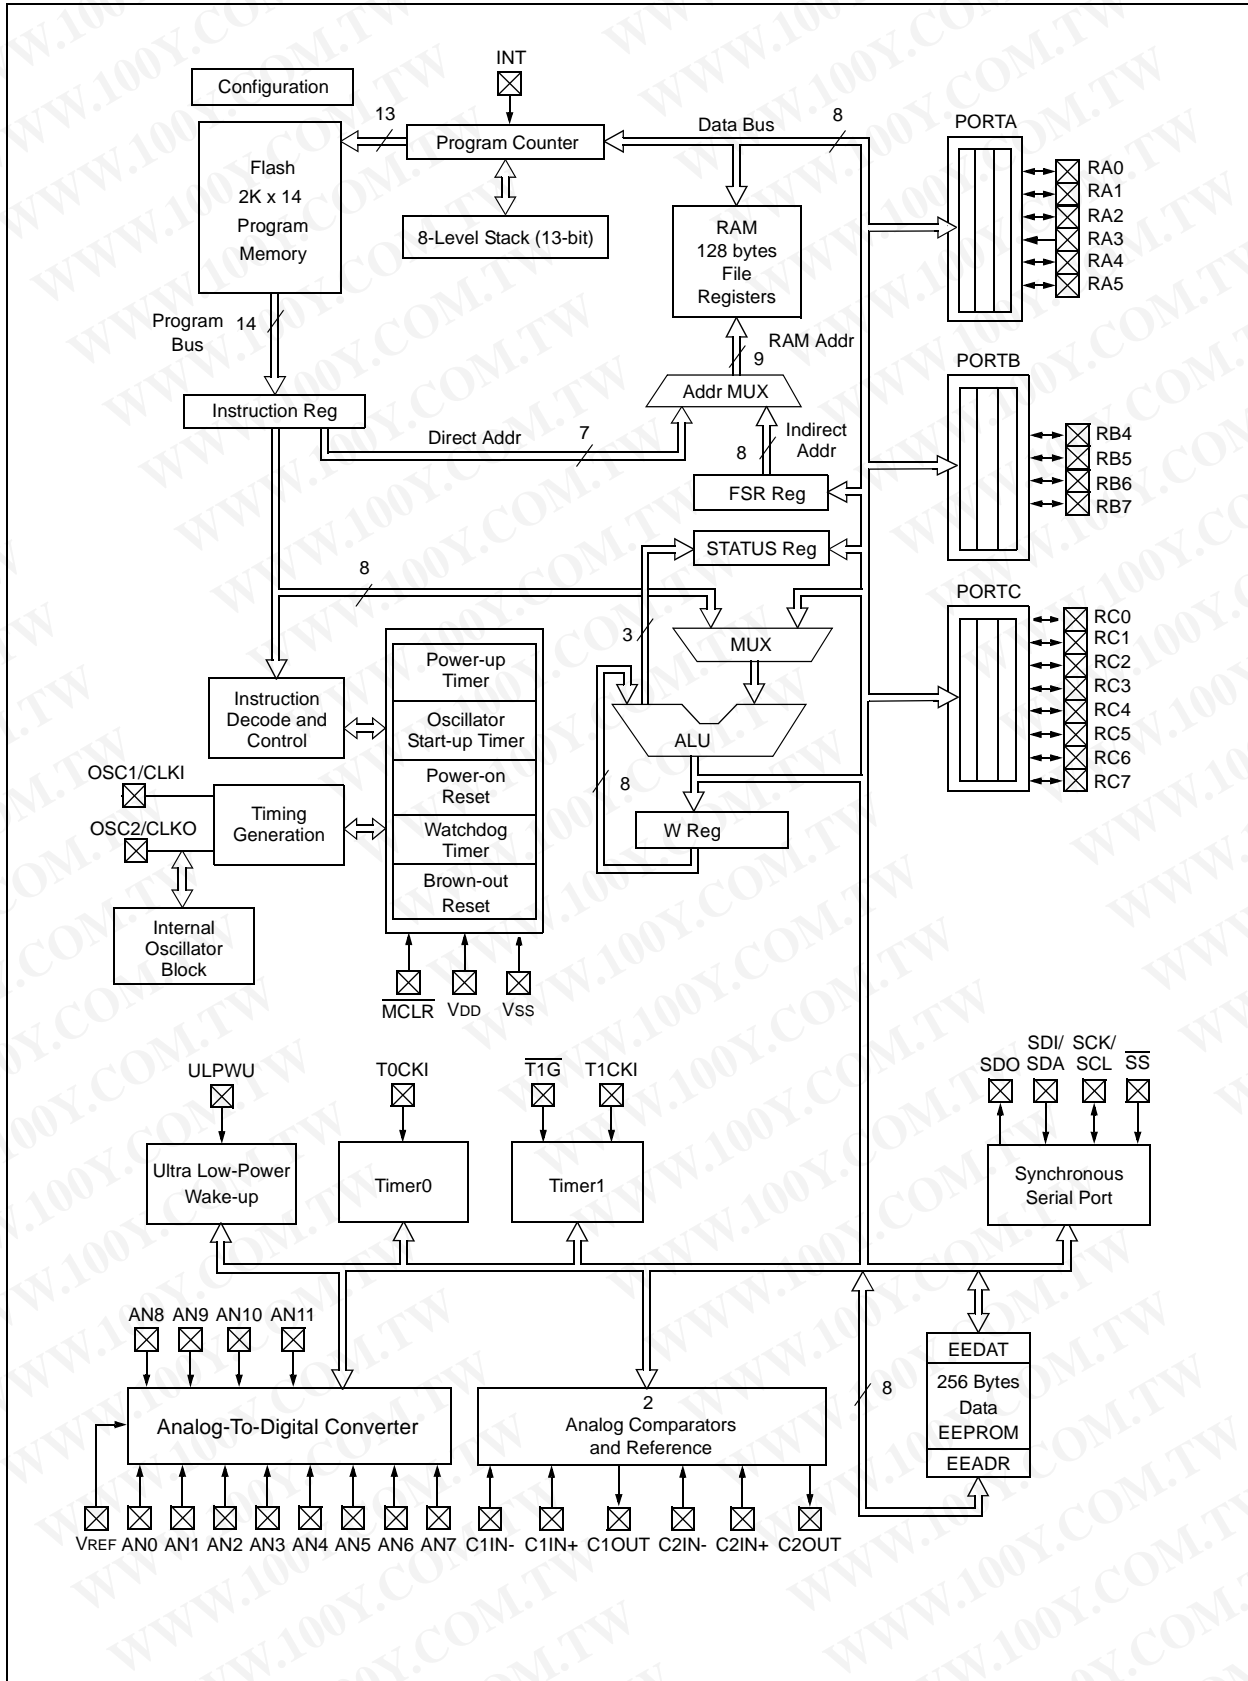 INT
Configuration
13
Program Counter
Data Bus
8
PORTA
Flash
2K x 14
Program
Memory
8-Level Stack (13-bit)
RAM
128 bytes
File
Registers
RA0
RA1
RA2
RA3
RA4
RA5
Program
Bus
14
RAM Addr
9
PORTB
Addr MUX
Instruction Reg
Direct Addr
7
Indirect
Addr
8
RB4
RB5
RB6
RB7
FSR Reg
STATUS Reg
8
PORTC
3
MUX
RC0
RC1
RC2
RC3
RC4
RC5
RC6
RC7
Power-up
Timer
Instruction
Decode and
Control
Oscillator
Start-up Timer
ALU
OSC1/CLKI
Power-on
Reset
8
Timing
Generation
OSC2/CLKO
Watchdog
Timer
W Reg
Brown-out
Reset
Internal
Oscillator
Block
MCLR
VDD
VSS
ULPWU
T0CKI
T1G
T1CKI
SDO
SDI/
SDA
SCK/
SCL
SS
Ultra Low-Power
Wake-up
Timer0
Timer1
Synchronous
Serial Port
AN8
AN9
AN10
AN11
EEDAT
256 Bytes
Data
EEPROM
EEADR
8
Analog-To-Digital Converter
2
Analog Comparators
and Reference
VREF
AN0
AN1
AN2
AN3
AN4
AN5
AN6
AN7
C1IN-
C1IN+
C1OUT
C2IN-
C2IN+
C2OUT
WWW.100Y.COM.TW